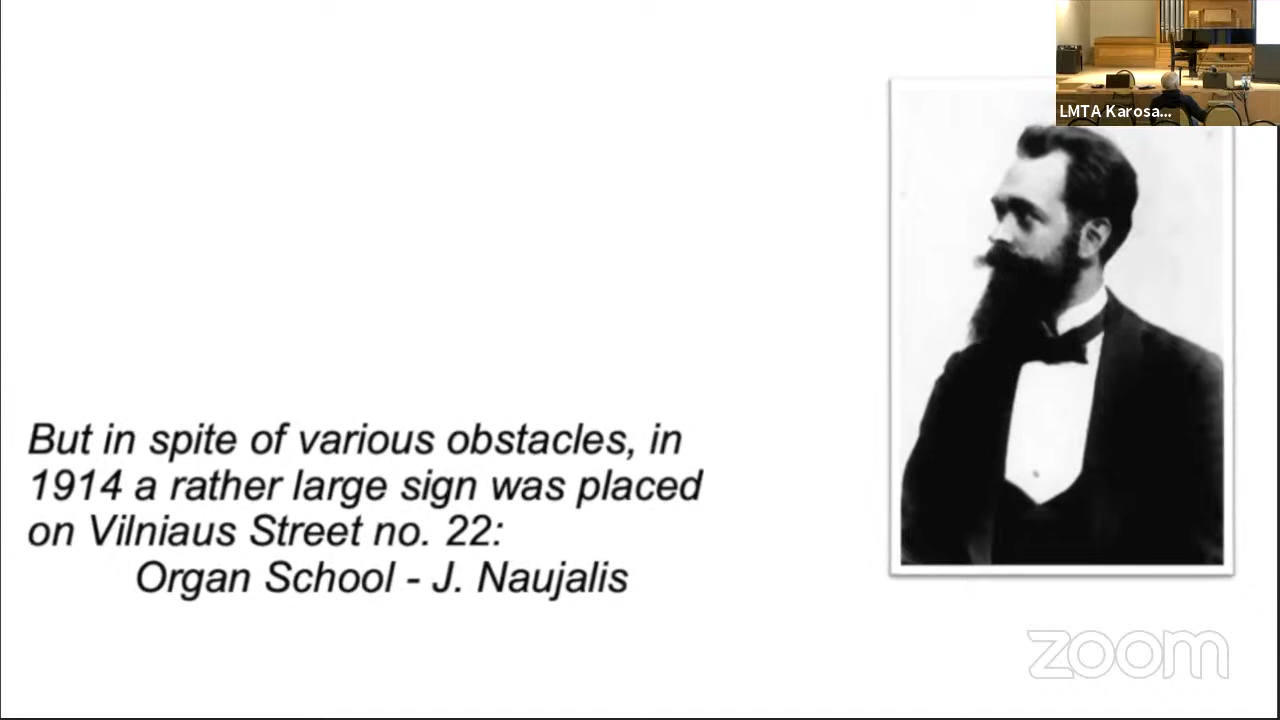 LMTA Karosa...
But in spite of various obstacles, in
1914 a rather large sign was placed
on Vilniaus Street no. 22:
Organ School - J. Naujalis
zoom